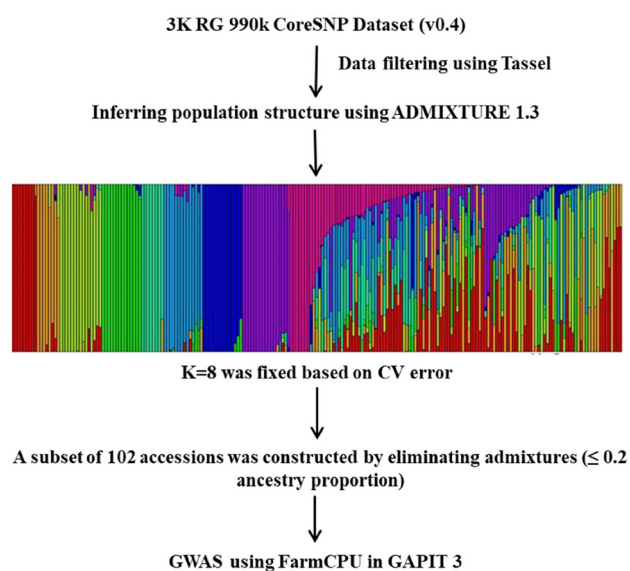 3K RG 990k CoreSNP Dataset (v0.4)
Data filtering using Tassel
Inferring population structure using ADMIXTURE 1.3
K=8 was fixed based on CV error
A subset of 102 accessions was constructed by eliminating admixtures (≤ 0.2
ancestry proportion)
GWAS using FarmCPU in GAPIT 3